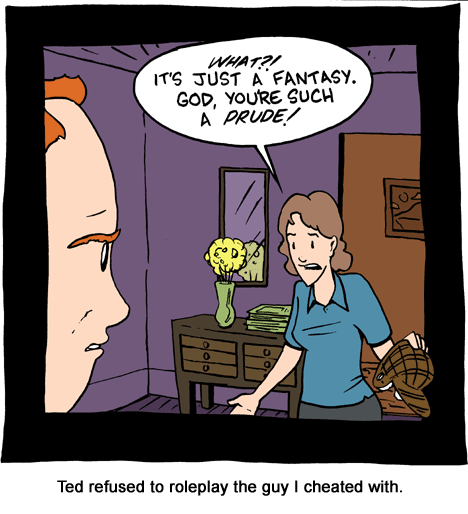 WHAT?!
IT'S JUST A FANTASY.
GOD, YOU'RE SUCH
A PRUDE!
Ted refused to roleplay the guy I cheated with.